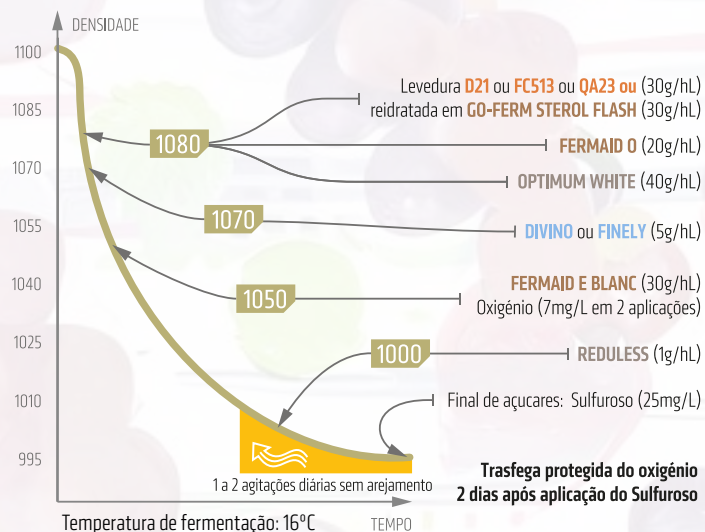 DENSIDADE
1100
1085
1070
1055
1040
1025
1010
995
Levedura D21 ou FC513 ou QA23 ou (30g/hL)
reidratada em GO-FERM STEROL FLASH (30g/hL)
1080
FERMAID O (20g/hL)
OPTIMUM WHITE (40g/hL)
1070
DIVINO ou FINELY (5g/hL)
1050
FERMAID E BLANC (30g/hL)
Oxigénio (7mg/L em 2 aplicações)
1000
REDULESS (1g/hL)
Final de açucares: Sulfuroso (25mg/L)
1 a 2 agitações diárias sem arejamento
Trasfega protegida do oxigénio
2 dias após aplicação do Sulfuroso
Temperatura de fermentação: 16ºC
TEMPO